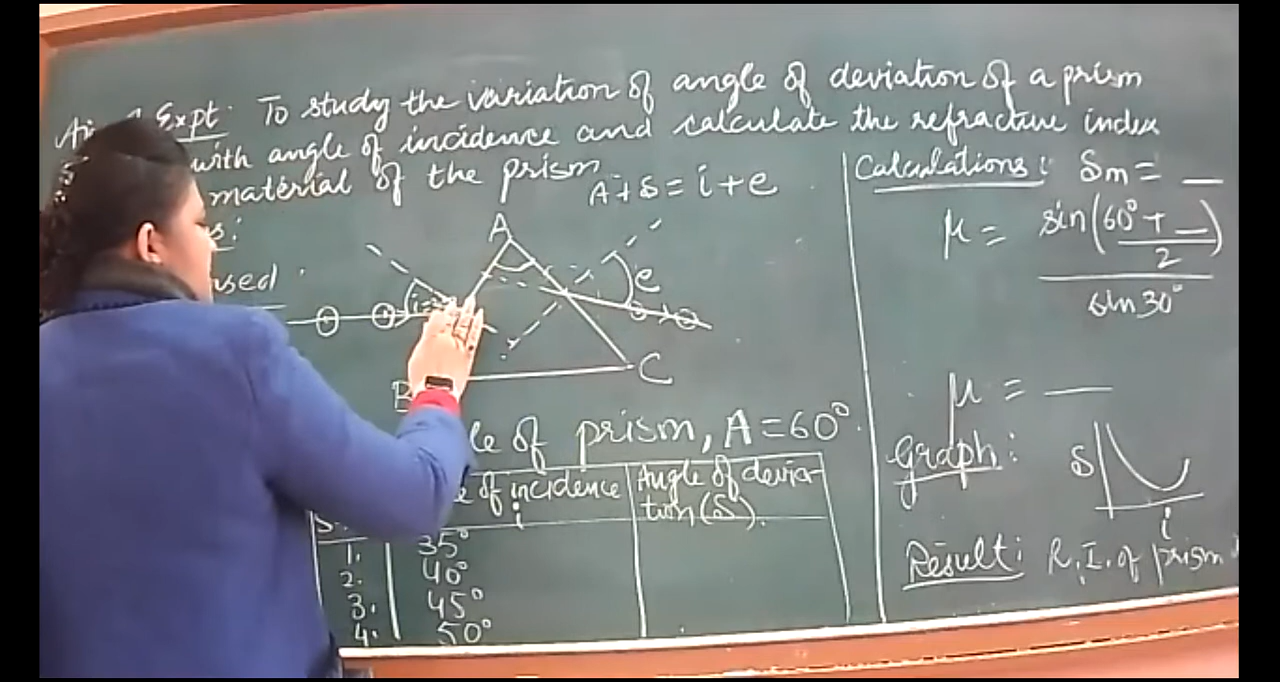 Expt. To study the variation of angle of deviation of a prism
with angle of incidence and calculate the refractive index
material of the prism.
A + δ = i + e
used
A
i=
e
C
B
of prism, A = 60°.
of incidence i
Angle of devia-
tion (δ).
1. 35°
2. 40°
3. 45°
4. 50°
Calculations: δm = __
μ = sin(60° + __ / 2) / sin 30°
μ = __
Graph: δ i
Result: R.I. of prism